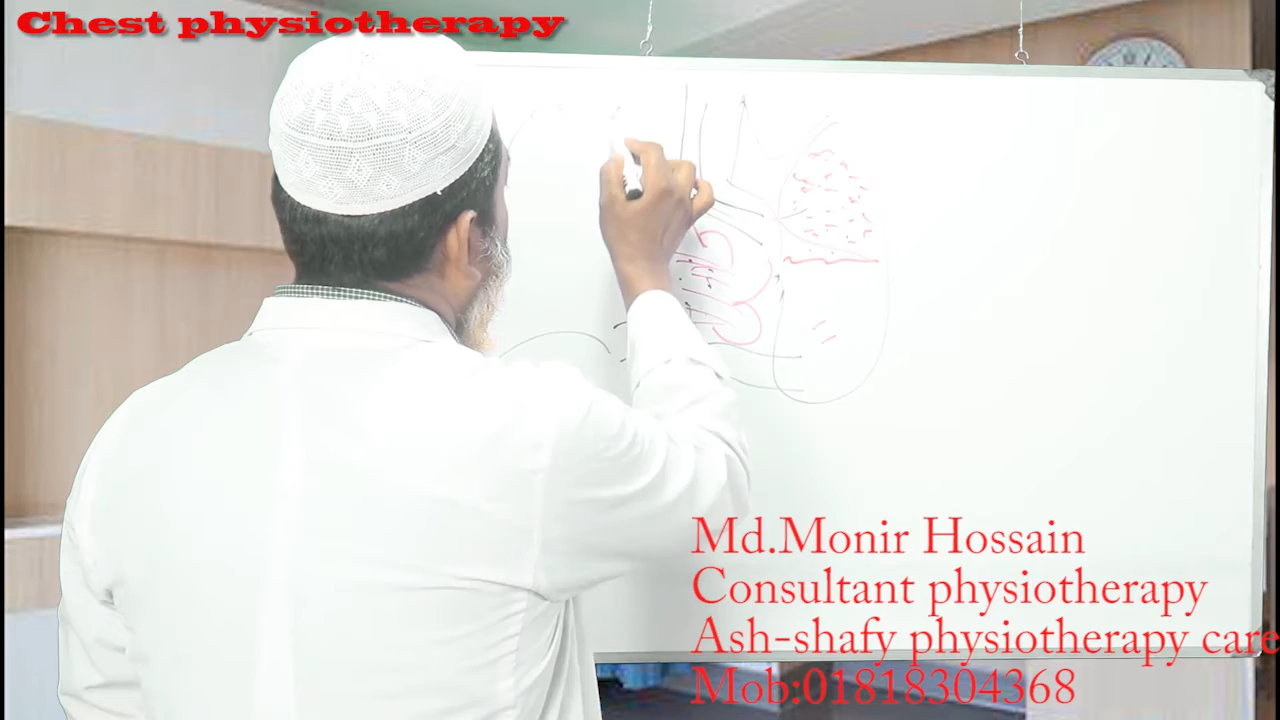 Chest physiotherapy
Md.Monir Hossain
Consultant physiotherapy
Ash-shafy physiotherapy care
Mob:01818304368